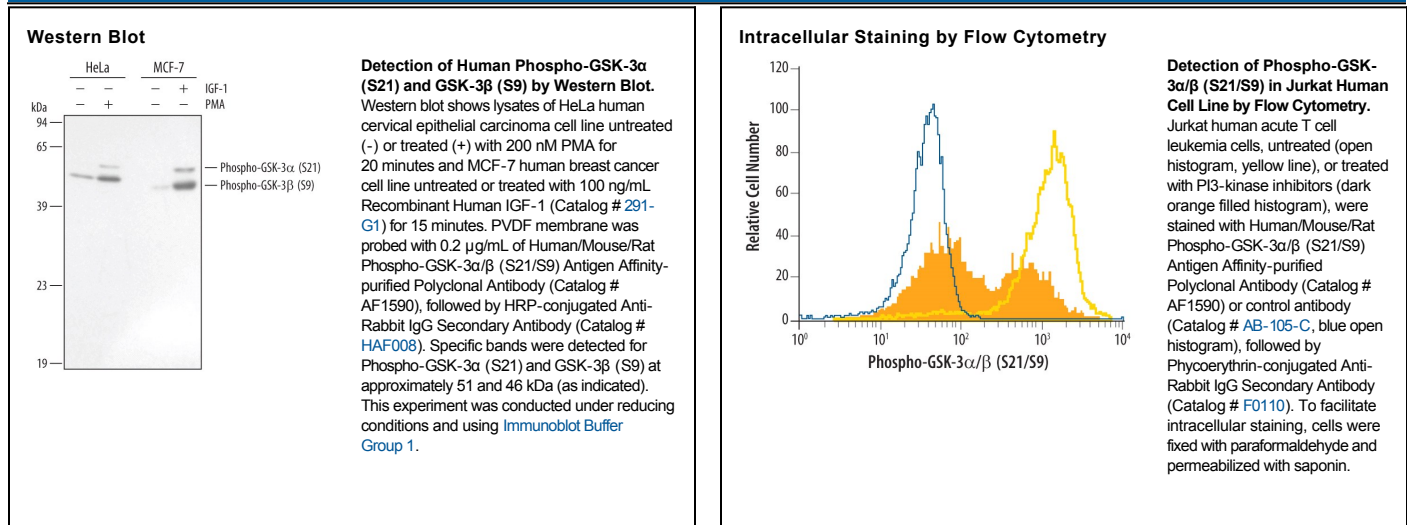 Western Blot
HeLa MCF-7
− − − + IGF-1
− + − − PMA
kDa
94
65
Phospho-GSK-3α (S21)
Phospho-GSK-3β (S9)
39
23
19
Detection of Human Phospho-GSK-3α
(S21) and GSK-3β (S9) by Western Blot.
Western blot shows lysates of HeLa human
cervical epithelial carcinoma cell line untreated
(-) or treated (+) with 200 nM PMA for
20 minutes and MCF-7 human breast cancer
cell line untreated or treated with 100 ng/mL
Recombinant Human IGF-1 (Catalog # 291-
G1) for 15 minutes. PVDF membrane was
probed with 0.2 µg/mL of Human/Mouse/Rat
Phospho-GSK-3α/β (S21/S9) Antigen Affinity-
purified Polyclonal Antibody (Catalog #
AF1590), followed by HRP-conjugated Anti-
Rabbit IgG Secondary Antibody (Catalog #
HAF008). Specific bands were detected for
Phospho-GSK-3α (S21) and GSK-3β (S9) at
approximately 51 and 46 kDa (as indicated).
This experiment was conducted under reducing
conditions and using Immunoblot Buffer
Group 1.
Intracellular Staining by Flow Cytometry
120
100
80
60
40
20
0
Relative Cell Number
10⁰ 10¹ 10² 10³ 10⁴
Phospho-GSK-3α/β (S21/S9)
Detection of Phospho-GSK-
3α/β (S21/S9) in Jurkat Human
Cell Line by Flow Cytometry.
Jurkat human acute T cell
leukemia cells, untreated (open
histogram, yellow line), or treated
with PI3-kinase inhibitors (dark
orange filled histogram), were
stained with Human/Mouse/Rat
Phospho-GSK-3α/β (S21/S9)
Antigen Affinity-purified
Polyclonal Antibody (Catalog #
AF1590) or control antibody
(Catalog # AB-105-C, blue open
histogram), followed by
Phycoerythrin-conjugated Anti-
Rabbit IgG Secondary Antibody
(Catalog # F0110). To facilitate
intracellular staining, cells were
fixed with paraformaldehyde and
permeabilized with saponin.